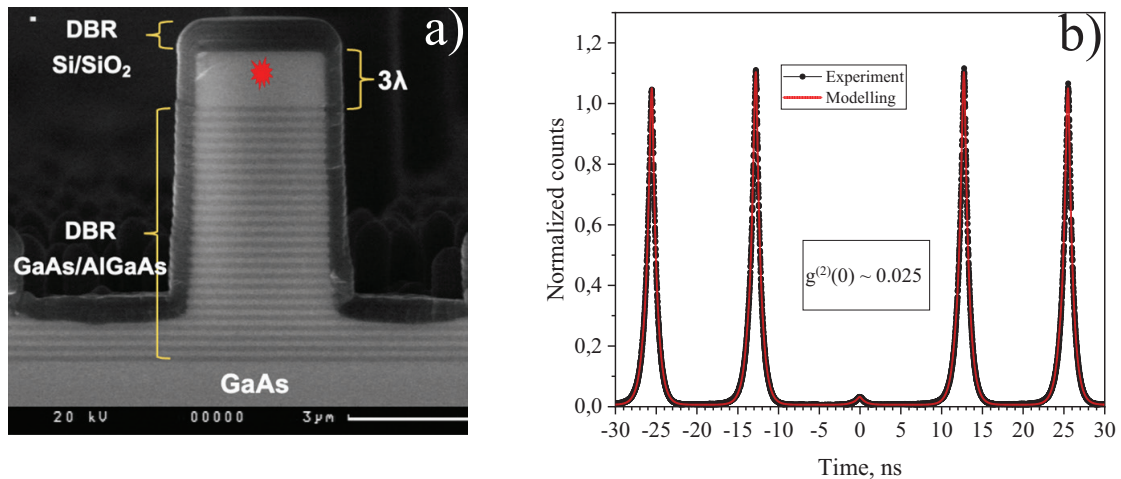 a)
DBR
Si/SiO₂
3λ
DBR
GaAs/AlGaAs
GaAs
20 kV 00000 3µm
b)
Experiment
Modelling
g⁽²⁾(0) ~ 0.025
Normalized counts
1,2
1,0
0,8
0,6
0,4
0,2
0,0
-30 -25 -20 -15 -10 -5 0 5 10 15 20 25 30
Time, ns